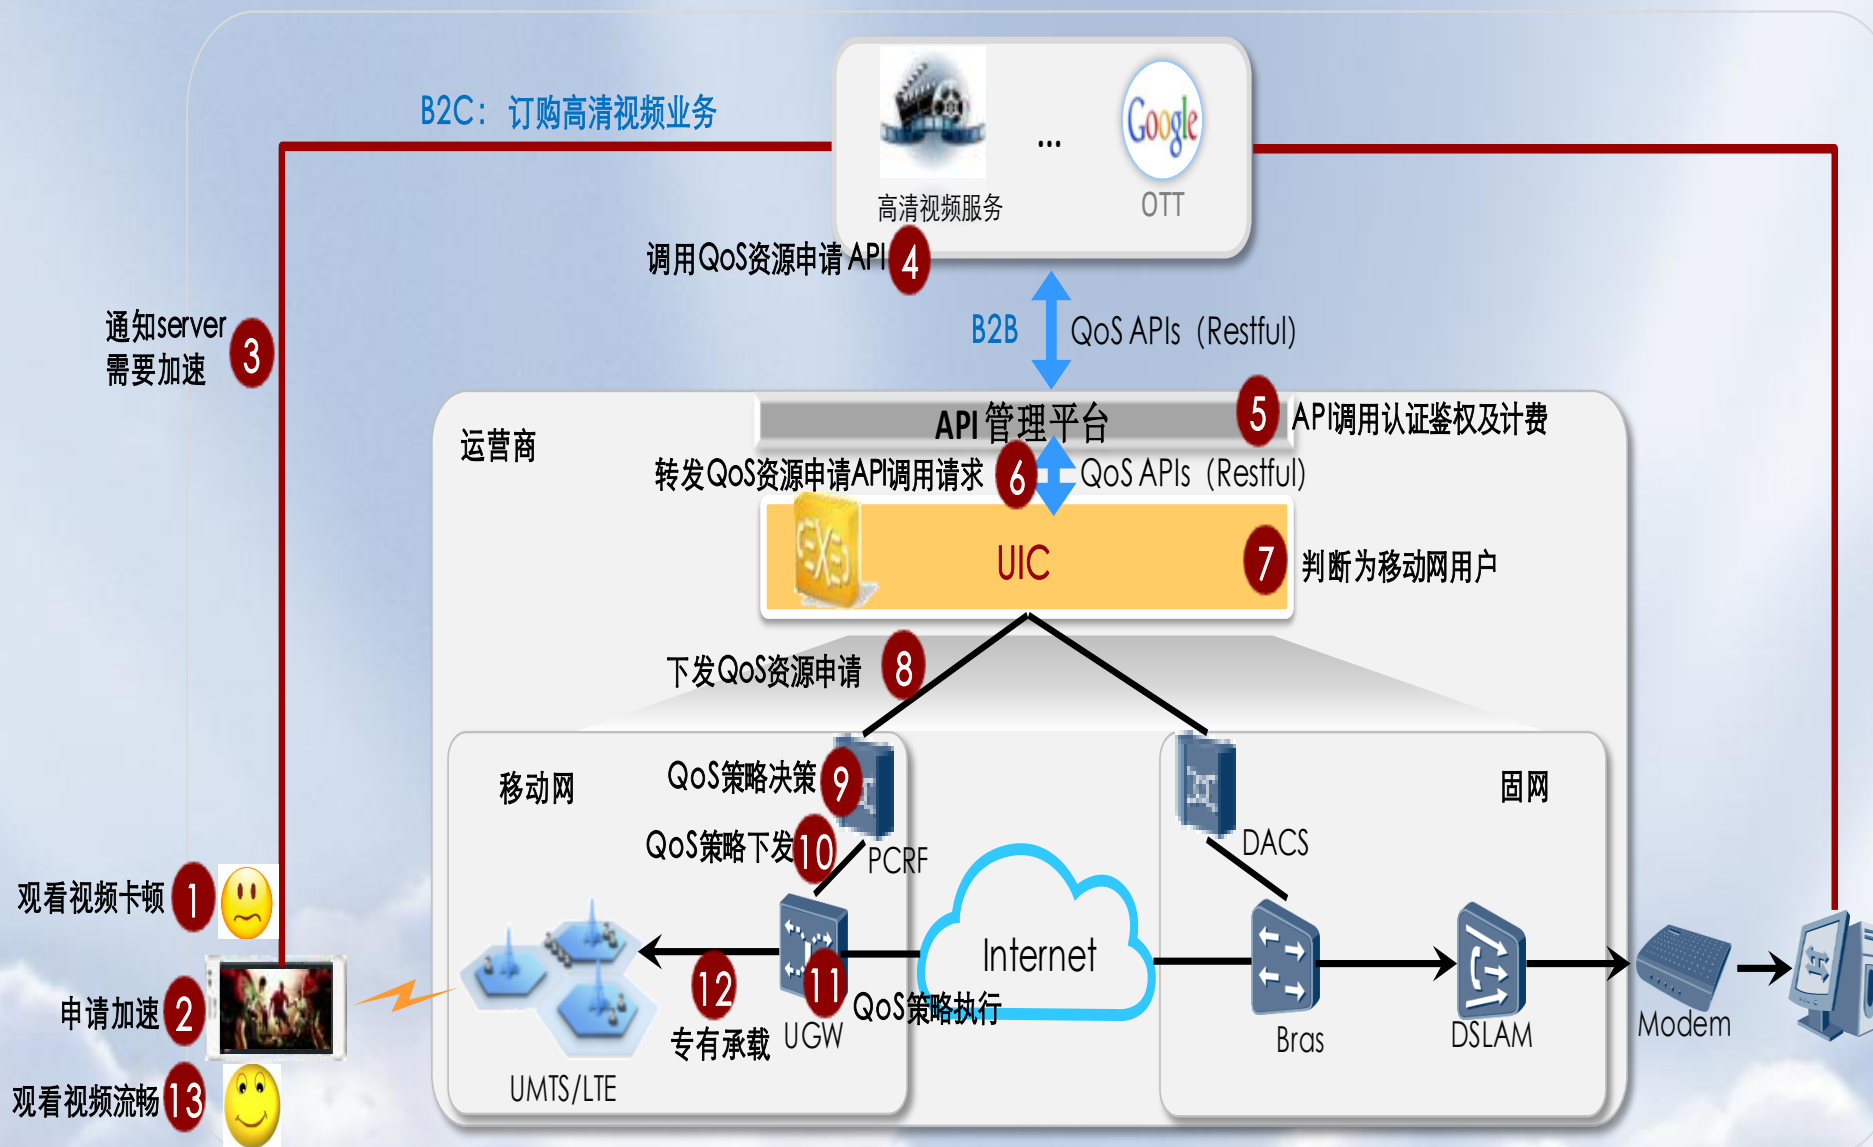 B2C： 订购高清视频业务
...
Google
高清视频服务
OTT
调用QoS资源申请 API
4
通知server
需要加速
3
B2B
QoS APIs（Restful）
运营商
API 管理平台
5
API调用认证鉴权及计费
转发QoS资源申请API调用请求
6
QoS APIs（Restful）
UIC
7
判断为移动网用户
下发QoS资源申请
8
移动网
QoS策略决策
9
固网
QoS策略下发
10
PCRF
DACS
观看视频卡顿
1
Internet
申请加速
2
12
专有承载
11
QoS策略执行
UGW
Bras
DSLAM
Modem
观看视频流畅
13
UMTS/LTE